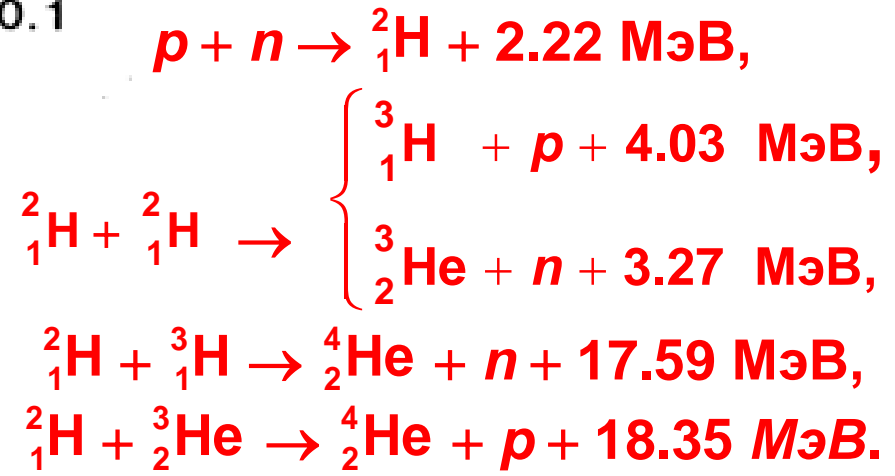 0.1
p + n → ²₁H + 2.22 МэВ,
³₁H + p + 4.03 МэВ,
²₁H + ²₁H →
³₂He + n + 3.27 МэВ,
²₁H + ³₁H → ⁴₂He + n + 17.59 МэВ,
²₁H + ³₂He → ⁴₂He + p + 18.35 МэВ.